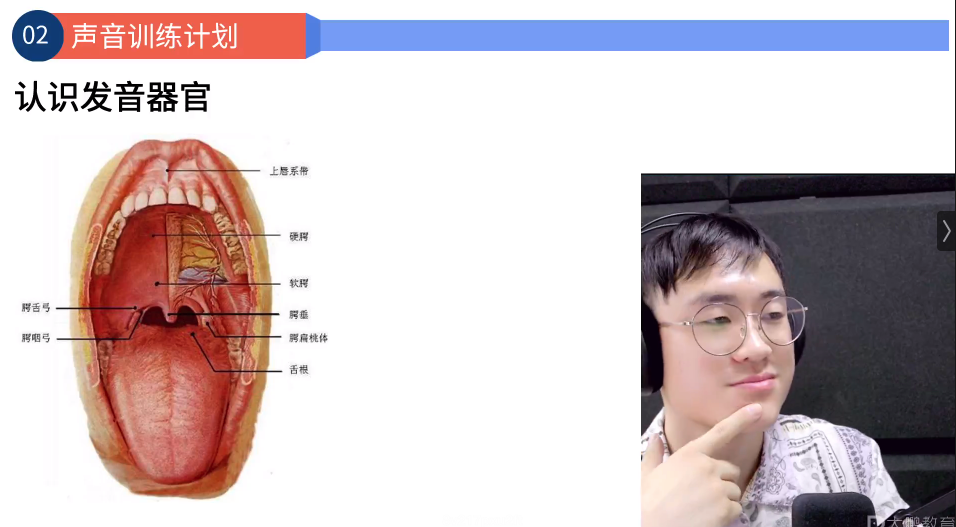 02 声音训练计划
认识发音器官
上唇系带
硬腭
软腭
腭舌弓
腭垂
腭咽弓
腭扁桃体
舌根
大鹏教育